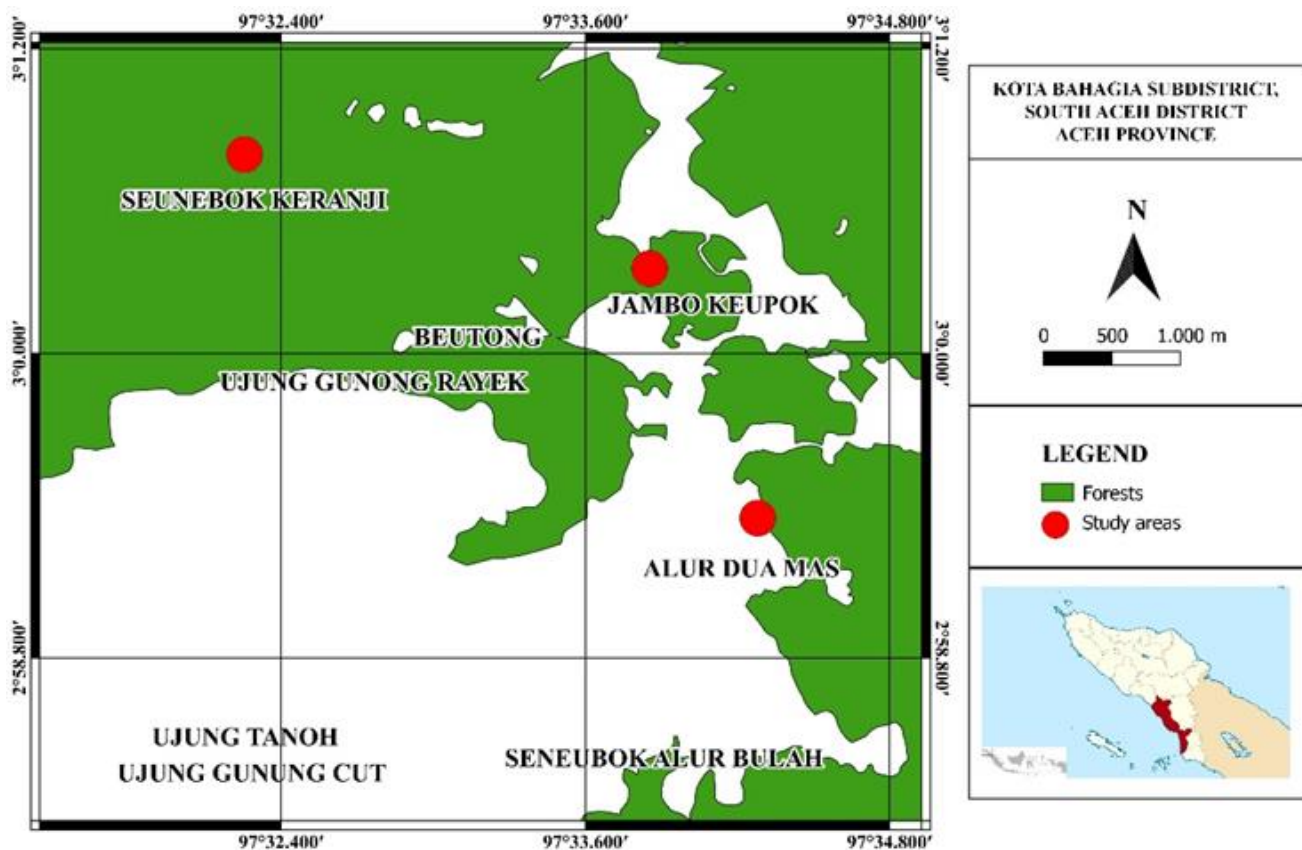 97°32.400' 97°33.600' 97°34.800'
3°1.200' 3°1.200'
SEUNEBOK KERANJI
JAMBO KEUPOK
BEUTONG
3°0.000' 3°0.000'
UJUNG GUNONG RAYEK
ALUR DUA MAS
2°58.800' 2°58.800'
UJUNG TANOH
UJUNG GUNUNG CUT
SENEUBOK ALUR BULAH
97°32.400' 97°33.600' 97°34.800'
KOTA BAHAGIA SUBDISTRICT,
SOUTH ACEH DISTRICT
ACEH PROVINCE
N
0 500 1.000 m
LEGEND
Forests
Study areas